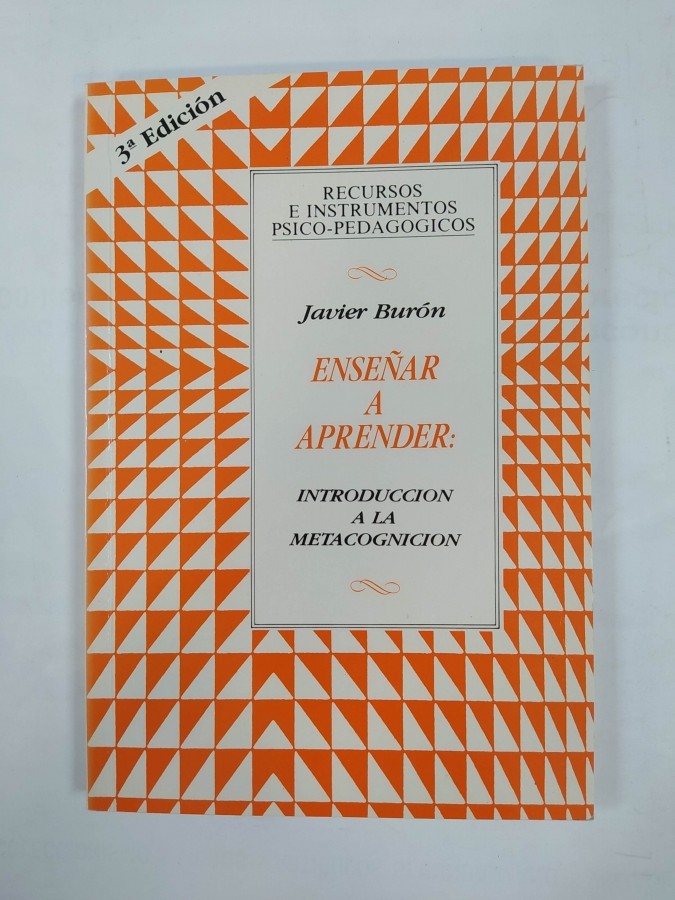 3ª Edición
RECURSOS
E INSTRUMENTOS
PSICO-PEDAGOGICOS
Javier Burón
ENSEÑAR
A
APRENDER:
INTRODUCCION
A LA
METACOGNICION